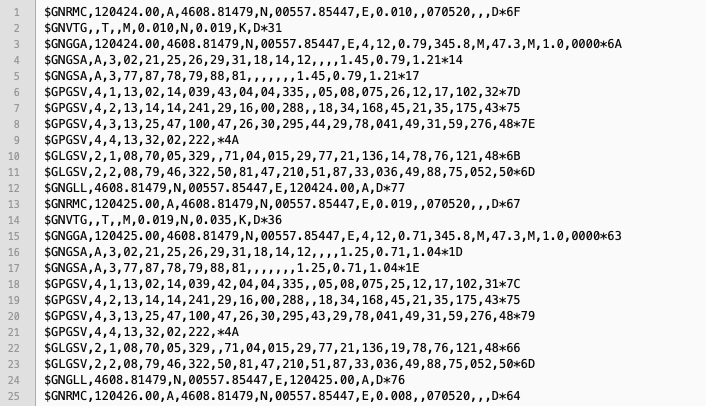 1 $GNRMC,120424.00,A,4608.81479,N,00557.85447,E,0.010,,070520,,,D*6F
2 $GNVTG,,T,,M,0.010,N,0.019,K,D*31
3 $GNGGA,120424.00,4608.81479,N,00557.85447,E,4,12,0.79,345.8,M,47.3,M,1.0,0000*6A
4 $GNGSA,A,3,02,21,25,26,29,31,18,14,12,,,,1.45,0.79,1.21*14
5 $GNGSA,A,3,77,87,78,79,88,81,,,,,,,1.45,0.79,1.21*17
6 $GPGSV,4,1,13,02,14,039,43,04,04,335,,05,08,075,26,12,17,102,32*7D
7 $GPGSV,4,2,13,14,14,241,29,16,00,288,,18,34,168,45,21,35,175,43*75
8 $GPGSV,4,3,13,25,47,100,47,26,30,295,44,29,78,041,49,31,59,276,48*7E
9 $GPGSV,4,4,13,32,02,222,*4A
10 $GLGSV,2,1,08,70,05,329,,71,04,015,29,77,21,136,14,78,76,121,48*6B
11 $GLGSV,2,2,08,79,46,322,50,81,47,210,51,87,33,036,49,88,75,052,50*6D
12 $GNGLL,4608.81479,N,00557.85447,E,120424.00,A,D*77
13 $GNRMC,120425.00,A,4608.81479,N,00557.85447,E,0.019,,070520,,,D*67
14 $GNVTG,,T,,M,0.019,N,0.035,K,D*36
15 $GNGGA,120425.00,4608.81479,N,00557.85447,E,4,12,0.71,345.8,M,47.3,M,1.0,0000*63
16 $GNGSA,A,3,02,21,25,26,29,31,18,14,12,,,,1.25,0.71,1.04*1D
17 $GNGSA,A,3,77,87,78,79,88,81,,,,,,,1.25,0.71,1.04*1E
18 $GPGSV,4,1,13,02,14,039,42,04,04,335,,05,08,075,25,12,17,102,31*7C
19 $GPGSV,4,2,13,14,14,241,29,16,00,288,,18,34,168,45,21,35,175,43*75
20 $GPGSV,4,3,13,25,47,100,47,26,30,295,43,29,78,041,49,31,59,276,48*79
21 $GPGSV,4,4,13,32,02,222,*4A
22 $GLGSV,2,1,08,70,05,329,,71,04,015,29,77,21,136,19,78,76,121,48*66
23 $GLGSV,2,2,08,79,46,322,50,81,47,210,51,87,33,036,49,88,75,052,50*6D
24 $GNGLL,4608.81479,N,00557.85447,E,120425.00,A,D*76
25 $GNRMC,120426.00,A,4608.81479,N,00557.85447,E,0.008,,070520,,,D*64